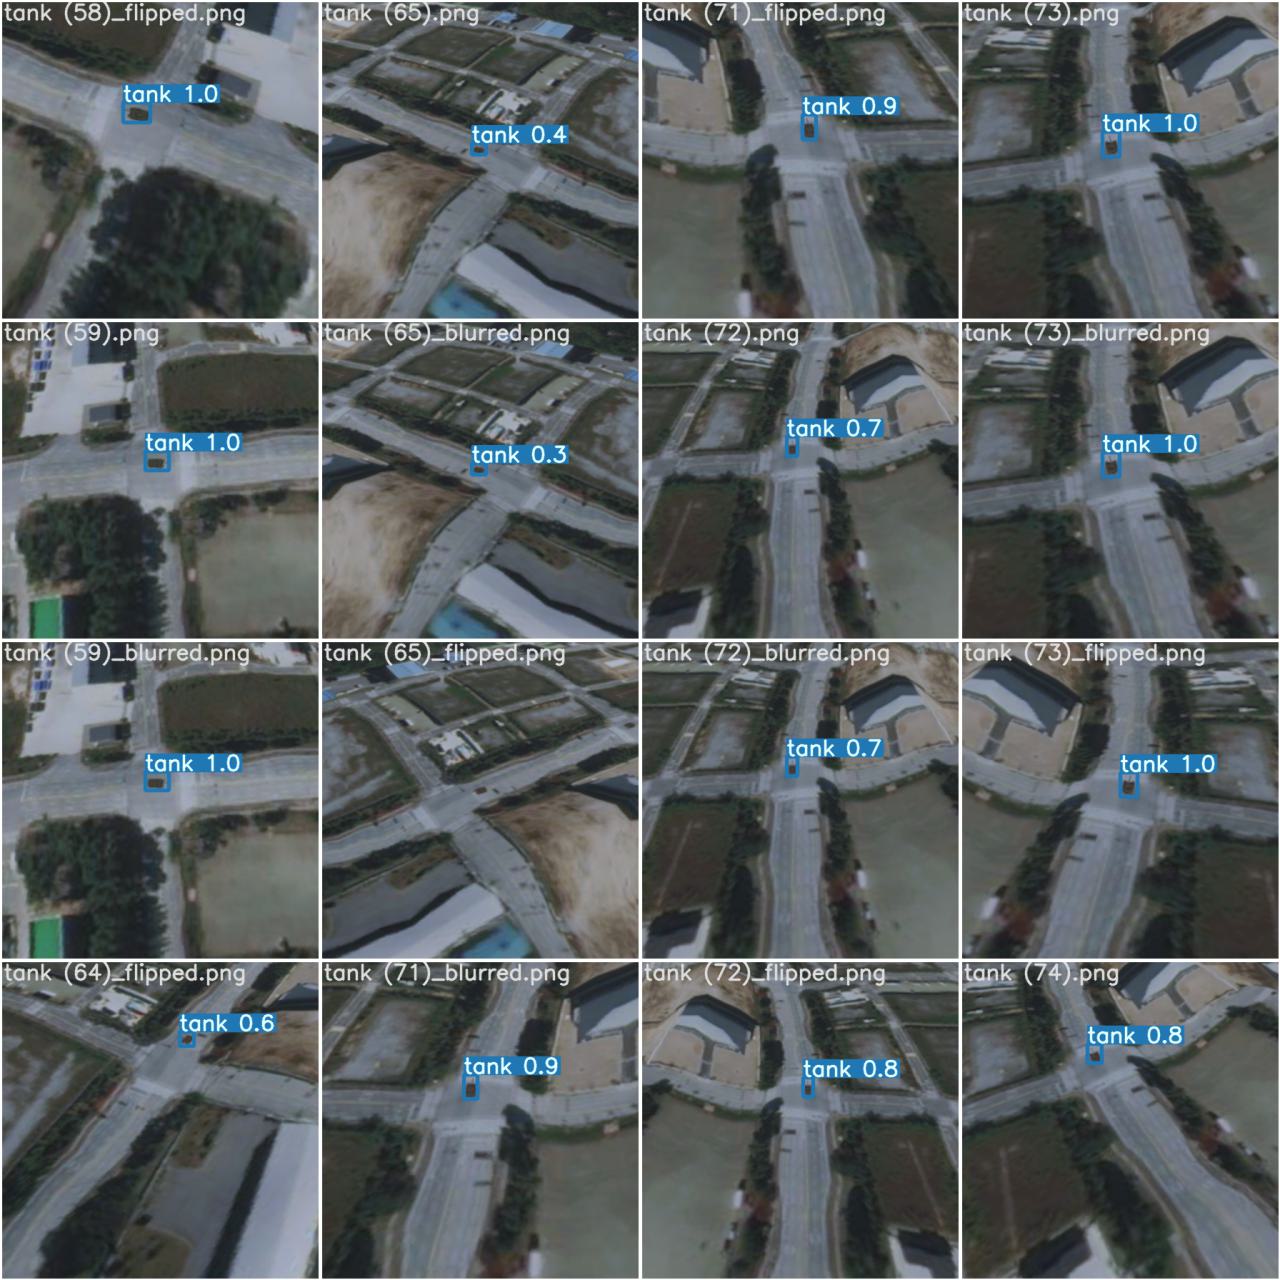 tank (58)_flipped.png
tank 1.0
tank (65).png
tank 0.4
tank (71)_flipped.png
tank 0.9
tank (73).png
tank 1.0
tank (59).png
tank 1.0
tank (65)_blurred.png
tank 0.3
tank (72).png
tank 0.7
tank (73)_blurred.png
tank 1.0
tank (59)_blurred.png
tank 1.0
tank (65)_flipped.png
tank (72)_blurred.png
tank 0.7
tank (73)_flipped.png
tank 1.0
tank (64)_flipped.png
tank 0.6
tank (71)_blurred.png
tank 0.9
tank (72)_flipped.png
tank 0.8
tank (74).png
tank 0.8